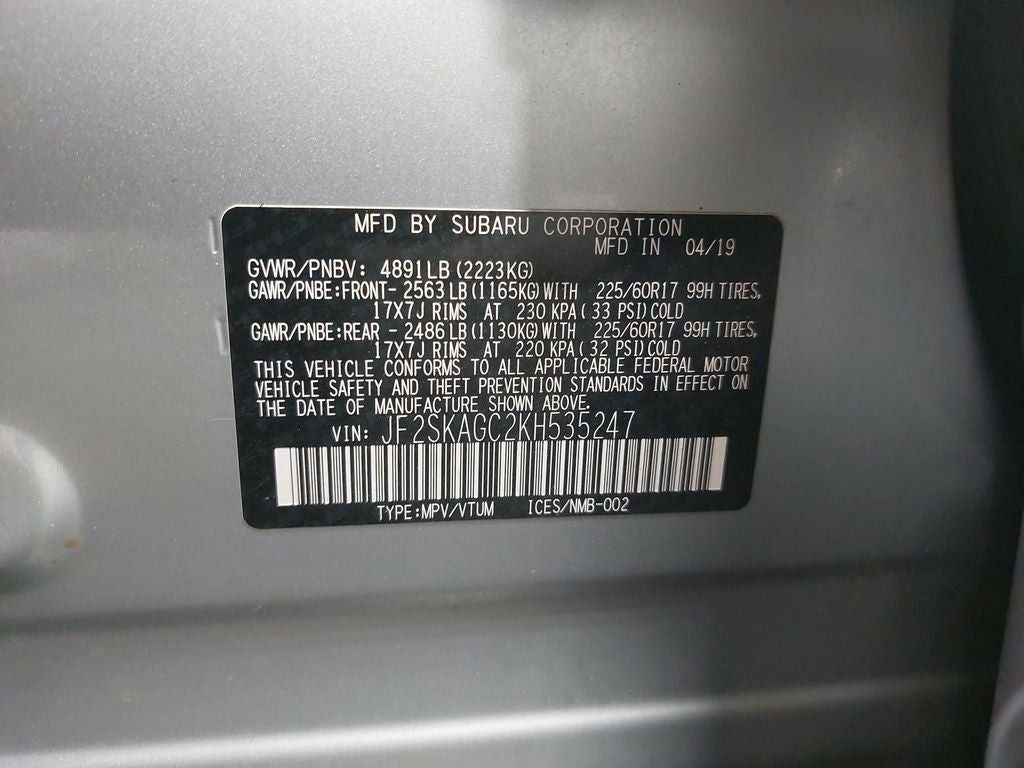 MFD BY SUBARU CORPORATION
MFD IN 04/19
GVWR/PNBV: 4891LB(2223KG)
GAWR/PNBE:FRONT- 2563LB(1165KG)WITH 225/60R17 99H TIRES,
17X7J RIMS AT 230 KPA(33 PSI)COLD
GAWR/PNBE:REAR - 2486LB(1130KG)WITH 225/60R17 99H TIRES,
17X7J RIMS AT 220 KPA(32 PSI)COLD
THIS VEHICLE CONFORMS TO ALL APPLICABLE FEDERAL MOTOR
VEHICLE SAFETY AND THEFT PREVENTION STANDARDS IN EFFECT ON
THE DATE OF MANUFACTURE SHOWN ABOVE.
VIN: JF2SKAGC2KH535247
TYPE:MPV/VTUM ICES/NMB-002